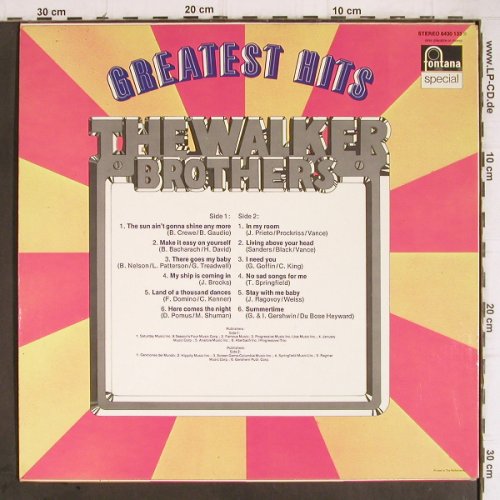 30 cm
20 cm
10 cm
GREATEST HITS
STEREO 6430 133
fontana
special
www.LP-CD.de
THE WALKER
BROTHERS
Side 1:
1. The sun ain't gonna shine any more
(B. Crewe/B. Gaudio)
2. Make it easy on yourself
(B. Bacharach/H. David)
3. There goes my baby
(B. Nelson/L. Patterson/G. Treadwell)
4. My ship is coming in
(J. Brooks)
5. Land of a thousand dances
(F. Domino/C. Kenner)
6. Here comes the night
(D. Pomus/M. Shuman)
Side 2:
1. In my room
(J. Prieto/Prockriss/Vance)
2. Living above your head
(Sanders/Black/Vance)
3. I need you
(G. Goffin/C. King)
4. No sad songs for me
(T. Springfield)
5. Stay with me baby
(J. Ragovoy/Weiss)
6. Summertime
(G. & I. Gershwin/De Bose Heyward)
10 cm
20 cm
30 cm